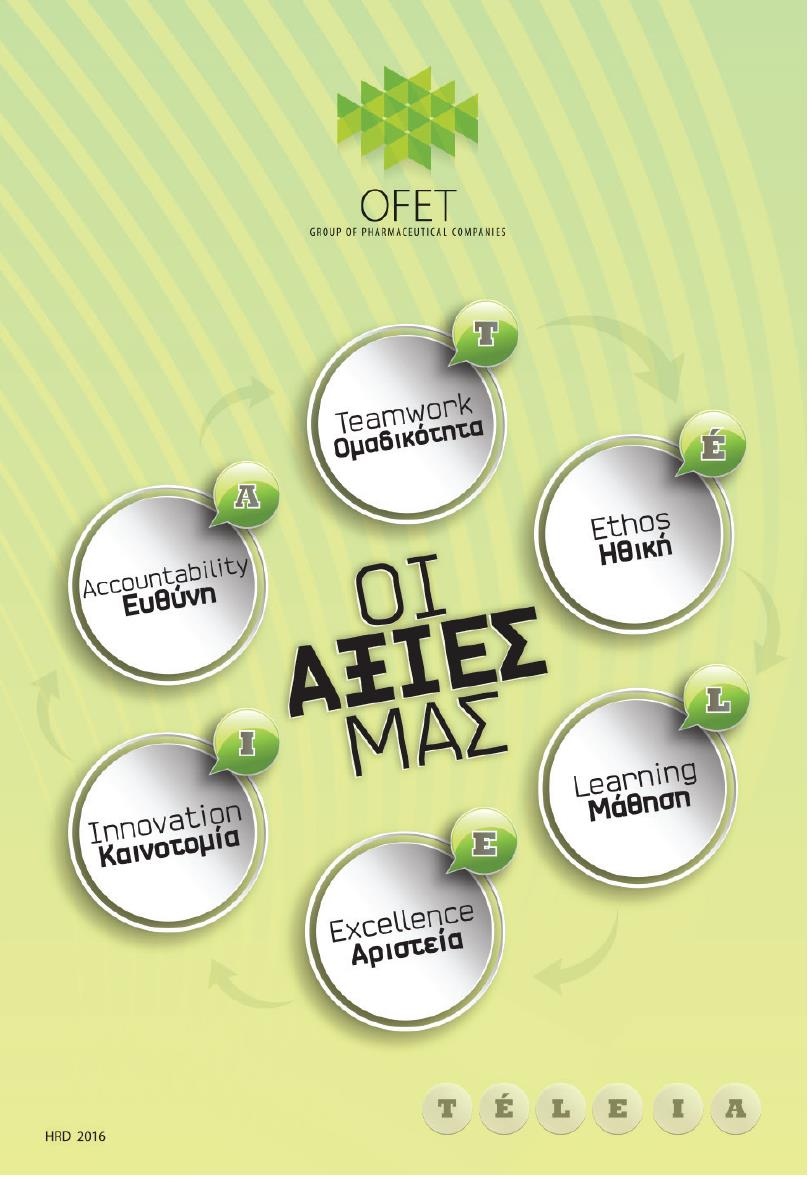 OFET
GROUP OF PHARMACEUTICAL COMPANIES
T
Teamwork
Ομαδικότητα
É
Ethos
Ηθική
L
Learning
Μάθηση
E
Excellence
Αριστεία
I
Innovation
Καινοτομία
A
Accountability
Ευθύνη
ΟΙ
ΑΞΙΕΣ
ΜΑΣ
T É L E I A
HRD 2016